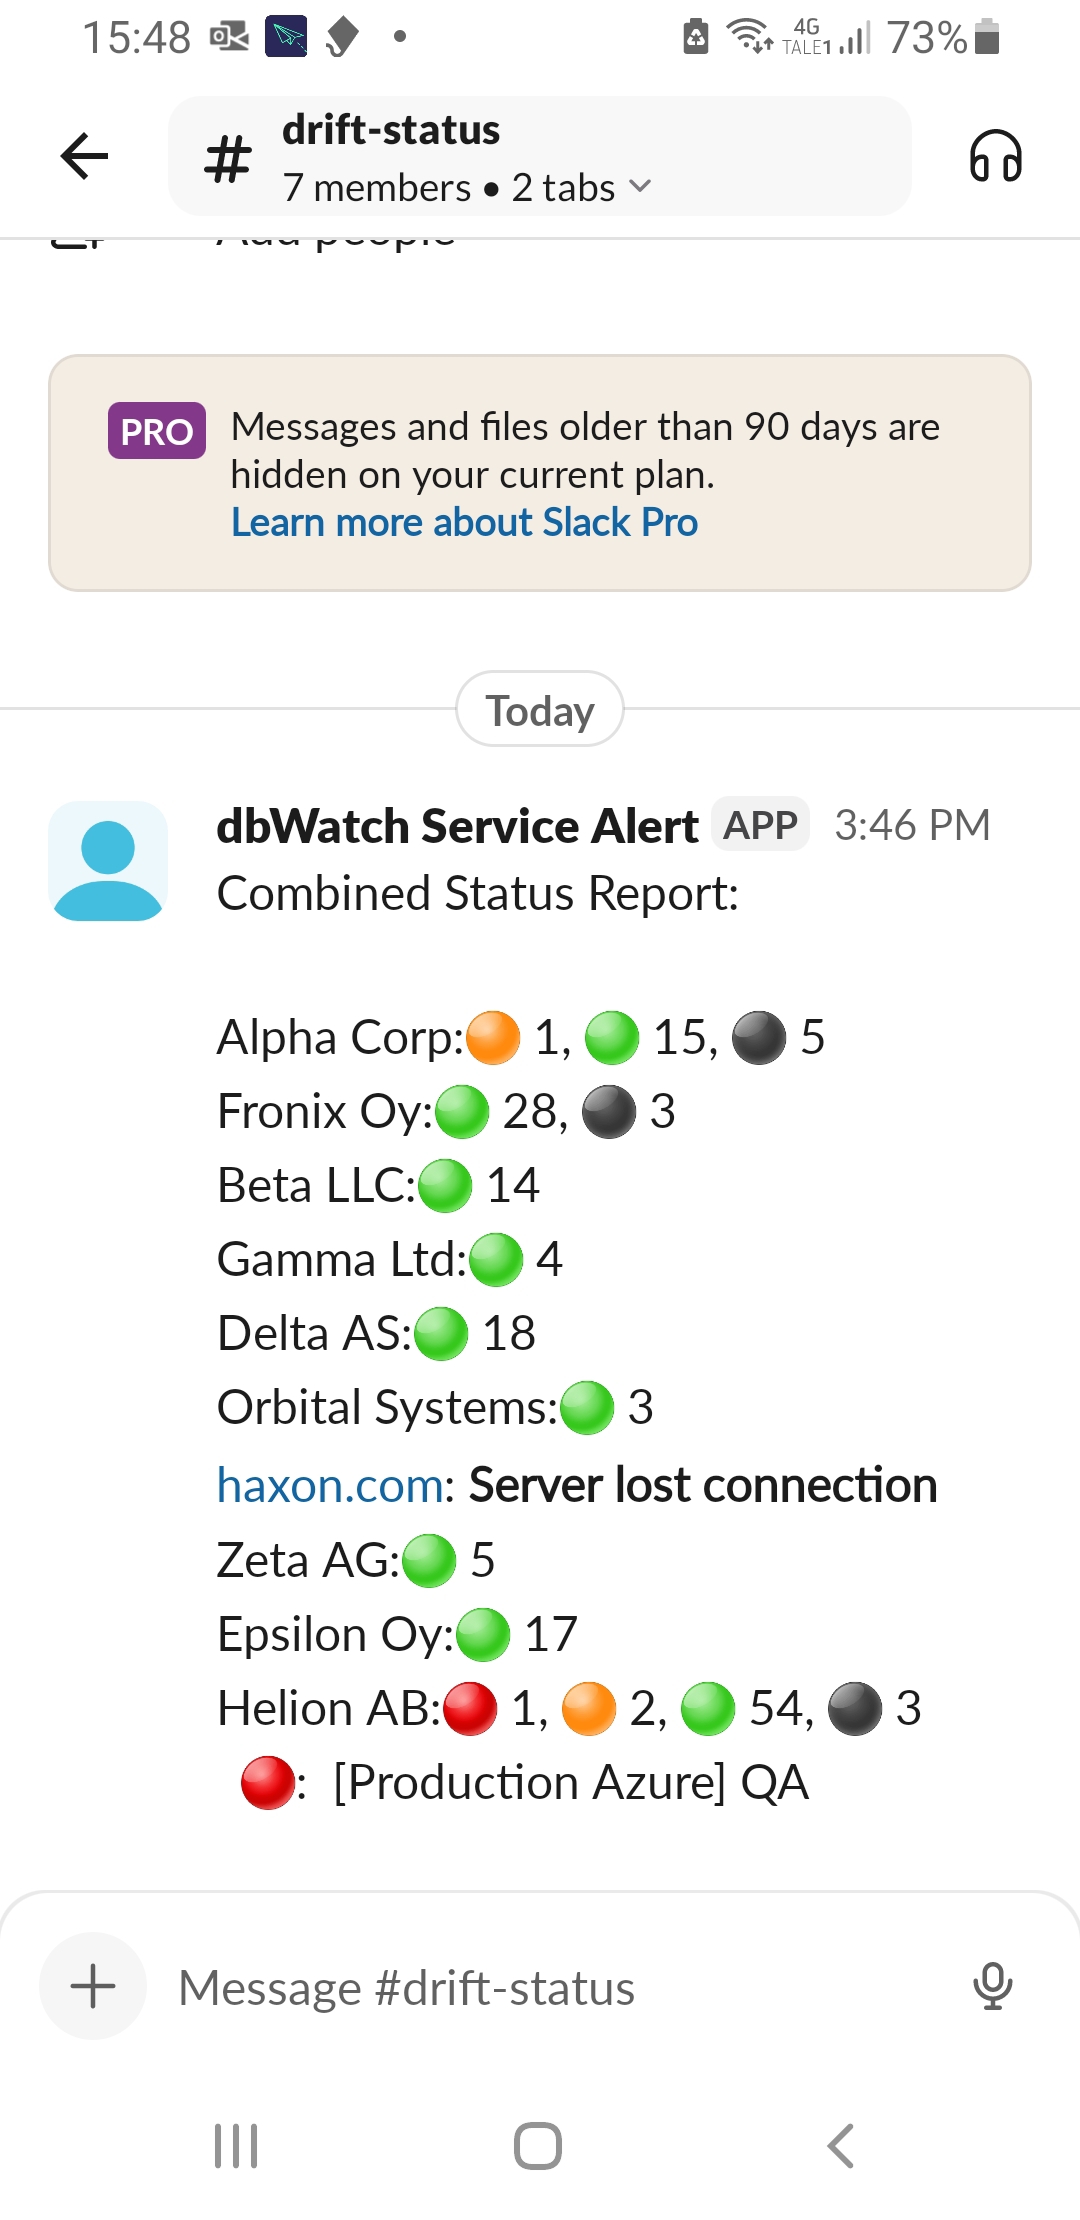 15:48 4G TALE1 73%
# drift-status
7 members • 2 tabs
Add people
PRO Messages and files older than 90 days are
hidden on your current plan.
Learn more about Slack Pro
Today
dbWatch Service Alert APP 3:46 PM
Combined Status Report:
Alpha Corp:🟠 1, 🟢 15, ⚫ 5
Fronix Oy:🟢 28, ⚫ 3
Beta LLC:🟢 14
Gamma Ltd:🟢 4
Delta AS:🟢 18
Orbital Systems:🟢 3
haxon.com: Server lost connection
Zeta AG:🟢 5
Epsilon Oy:🟢 17
Helion AB:🔴 1, 🟠 2, 🟢 54, ⚫ 3
🔴: [Production Azure] QA
Message #drift-status